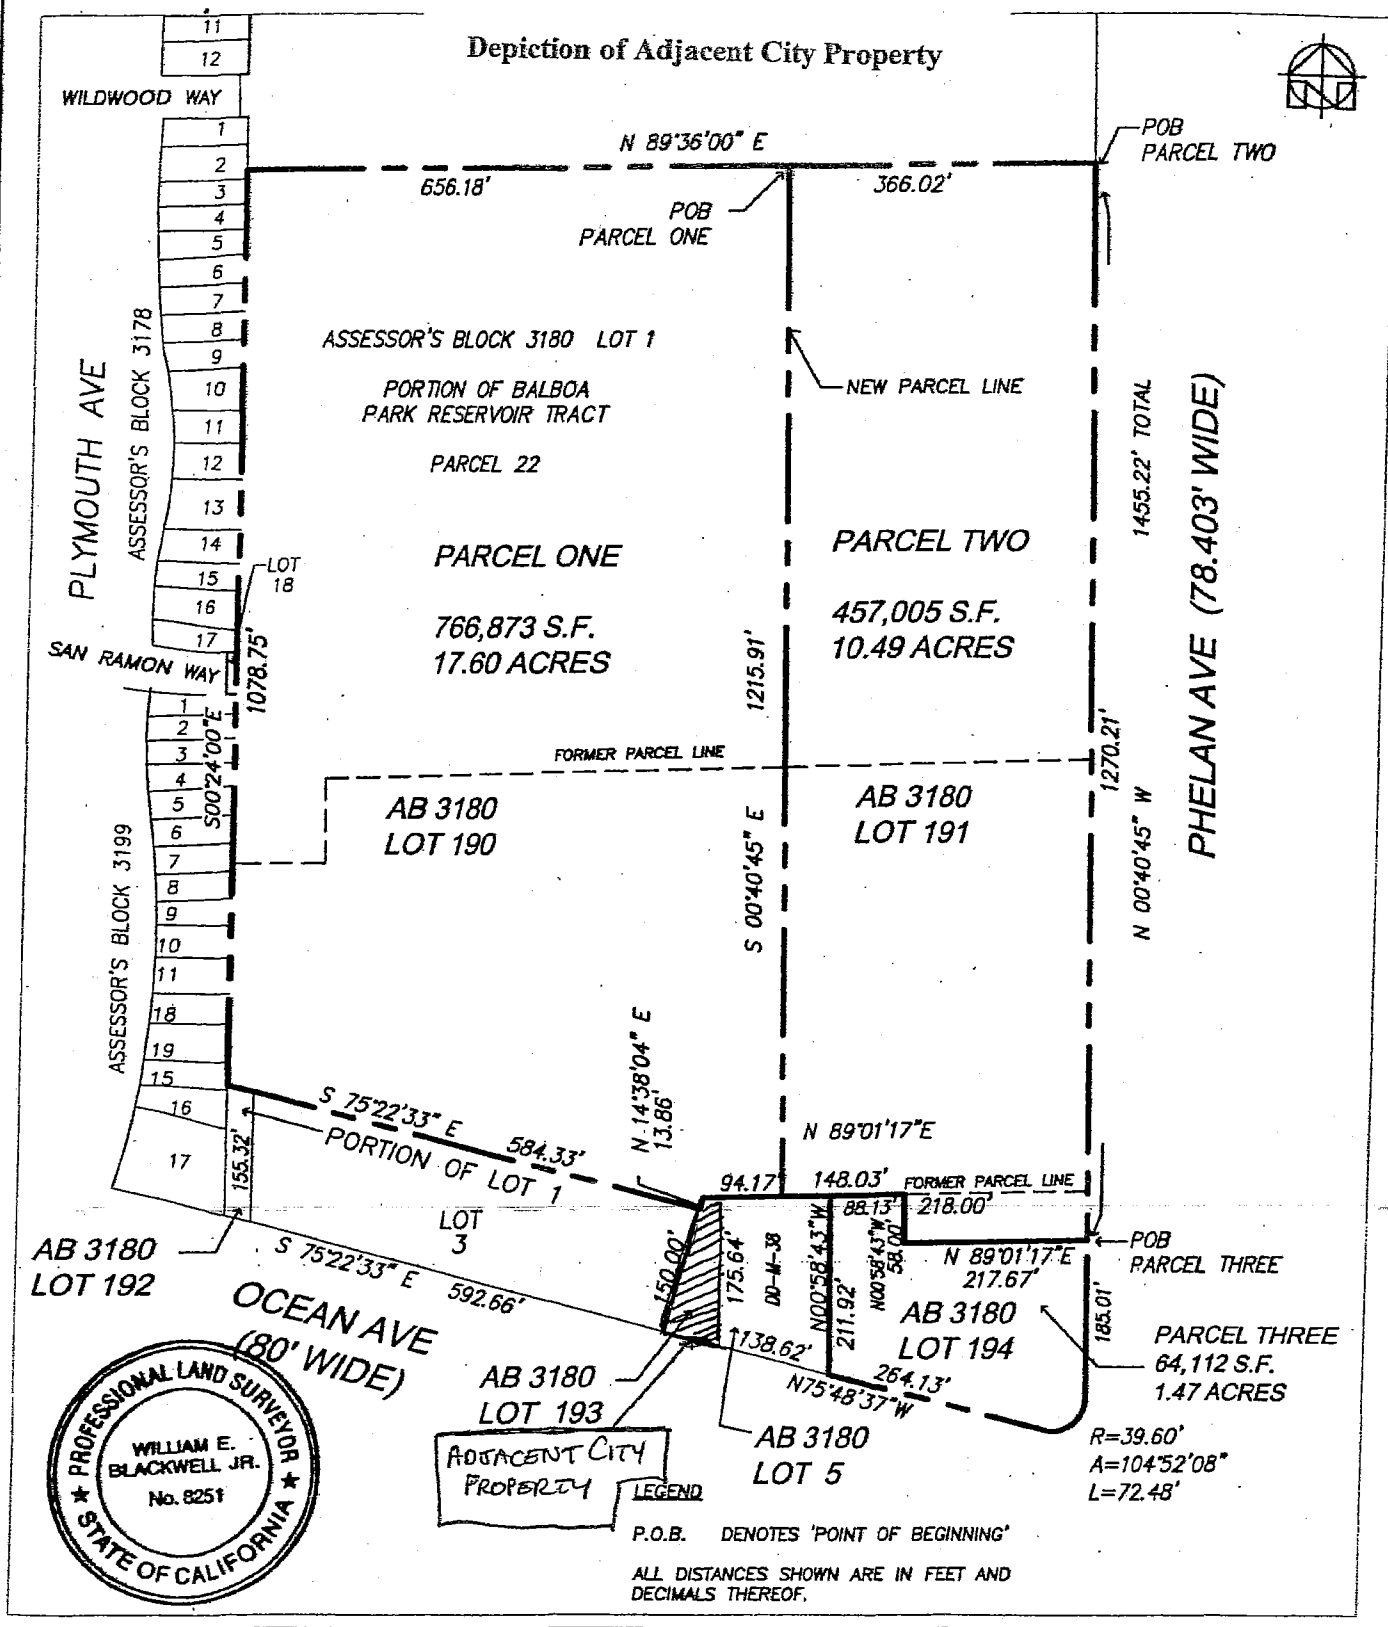 Depiction of Adjacent City Property
11
12
WILDWOOD WAY
1
2
3
4
5
6
7
8
9
10
11
12
13
14
15
16
17
LOT
18
PLYMOUTH AVE
ASSESSOR'S BLOCK 3178
SAN RAMON WAY
1
2
3
4
5
6
7
8
9
10
11
18
19
15
16
17
ASSESSOR'S BLOCK 3199
N 89°36'00" E
656.18'
366.02'
POB
PARCEL TWO
POB
PARCEL ONE
ASSESSOR'S BLOCK 3180 LOT 1
PORTION OF BALBOA
PARK RESERVOIR TRACT
PARCEL 22
NEW PARCEL LINE
PARCEL ONE
766,873 S.F.
17.60 ACRES
PARCEL TWO
457,005 S.F.
10.49 ACRES
1078.75'
S00°24'00"E
1215.91'
S 00°40'45" E
1455.22' TOTAL
1270.21'
N 00°40'45" W
PHELAN AVE (78.403' WIDE)
FORMER PARCEL LINE
AB 3180
LOT 190
AB 3180
LOT 191
N 14°38'04" E
13.86'
S 75°22'33" E
584.33'
PORTION OF LOT 1
155.32'
LOT
3
AB 3180
LOT 192
S 75°22'33" E
592.66'
OCEAN AVE
(80' WIDE)
N 89°01'17"E
94.17'
148.03'
FORMER PARCEL LINE
88.13'
218.00'
150.00'
175.64'
DD-M-38
N00°58'43"W
211.92'
N00°58'43"W
58.00'
N 89°01'17"E
217.67'
POB
PARCEL THREE
185.01'
AB 3180
LOT 194
PARCEL THREE
64,112 S.F.
1.47 ACRES
138.62'
264.13'
N75°48'37"W
AB 3180
LOT 193
AB 3180
LOT 5
R=39.60'
A=104°52'08"
L=72.48'
ADJACENT CITY
PROPERTY
LEGEND
P.O.B. DENOTES 'POINT OF BEGINNING'
ALL DISTANCES SHOWN ARE IN FEET AND
DECIMALS THEREOF.
PROFESSIONAL LAND SURVEYOR
WILLIAM E.
BLACKWELL JR.
No. 8251
STATE OF CALIFORNIA